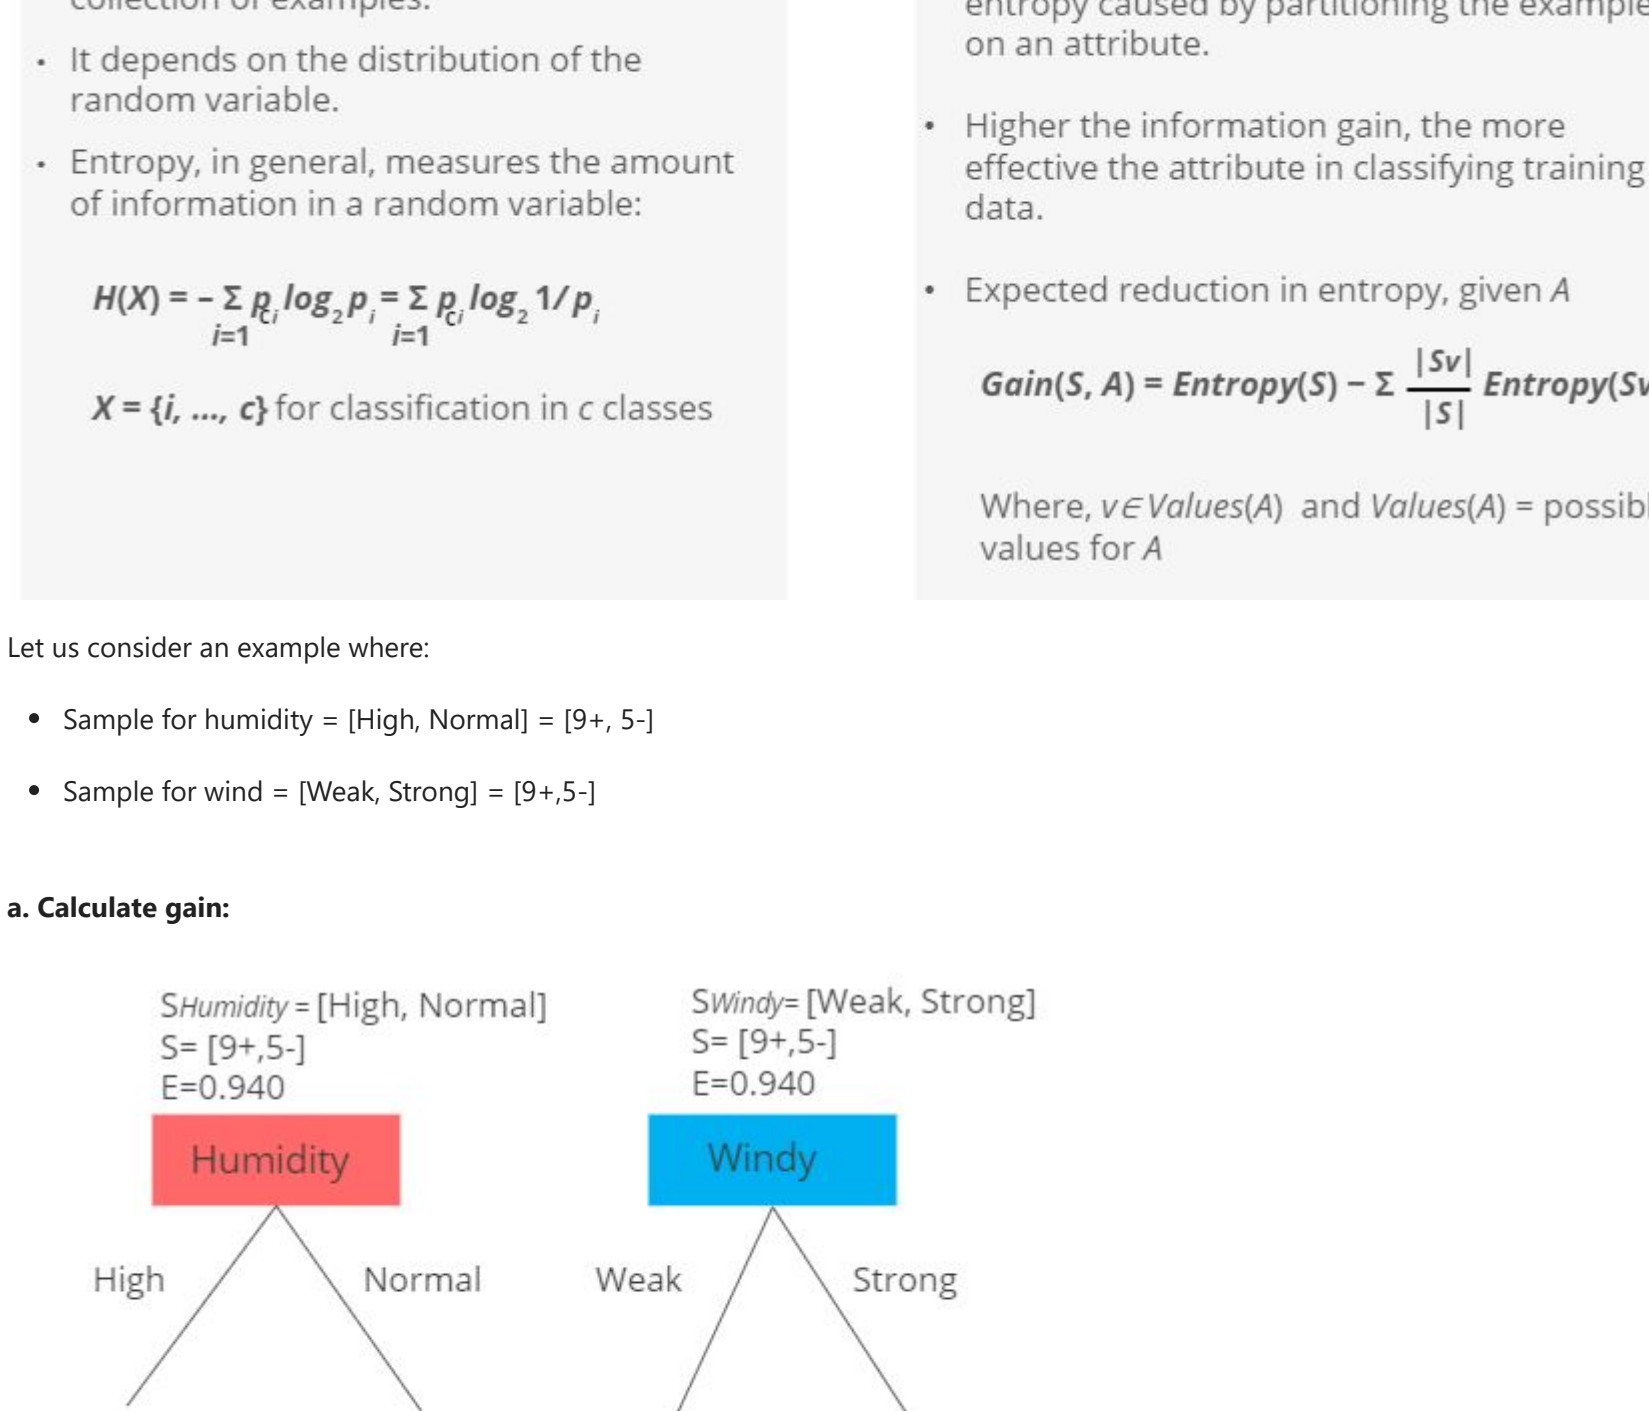 collection of examples.
• It depends on the distribution of the
random variable.
• Entropy, in general, measures the amount
of information in a random variable:
H(X) = – Σ pᵢ log₂ pᵢ = Σ pᵢ log₂ 1/ pᵢ
c c
i=1 i=1
X = {i, ..., c} for classification in c classes
entropy caused by partitioning the example
on an attribute.
• Higher the information gain, the more
effective the attribute in classifying training
data.
• Expected reduction in entropy, given A
Gain(S, A) = Entropy(S) – Σ |Sv| / |S| Entropy(Sv
Where, v∈Values(A) and Values(A) = possibl
values for A
Let us consider an example where:
• Sample for humidity = [High, Normal] = [9+, 5-]
• Sample for wind = [Weak, Strong] = [9+,5-]
a. Calculate gain:
SHumidity = [High, Normal]
S= [9+,5-]
E=0.940
Humidity
High
Normal
SWindy= [Weak, Strong]
S= [9+,5-]
E=0.940
Windy
Weak
Strong